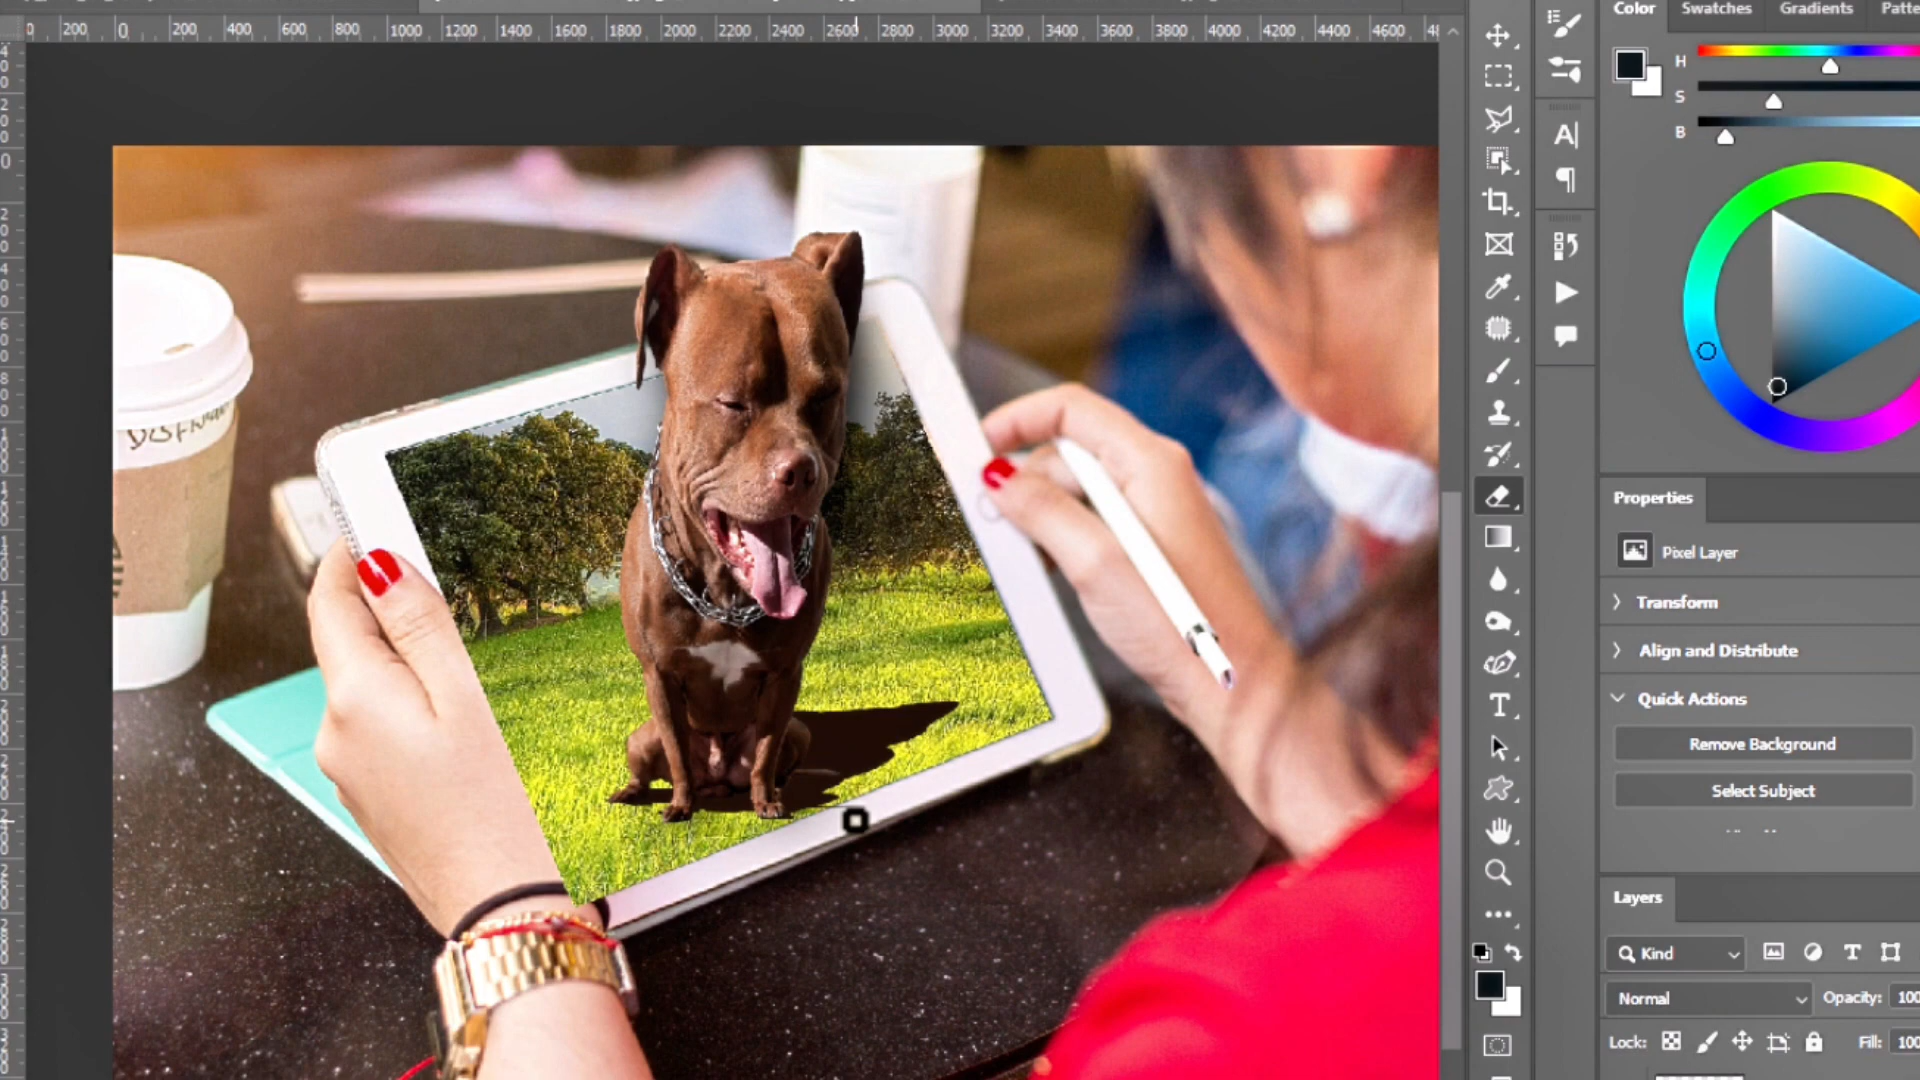 200 0 200 400 600 800 1000 1200 1400 1600 1800 2000 2200 2400 2600 2800 3000 3200 3400 3600 3800 4000 4200 4400 4600
Color Swatches Gradients
H
S
B
Properties
Pixel Layer
Transform
Align and Distribute
Quick Actions
Remove Background
Select Subject
Layers
Kind
Normal Opacity: 100
Lock: Fill: 100